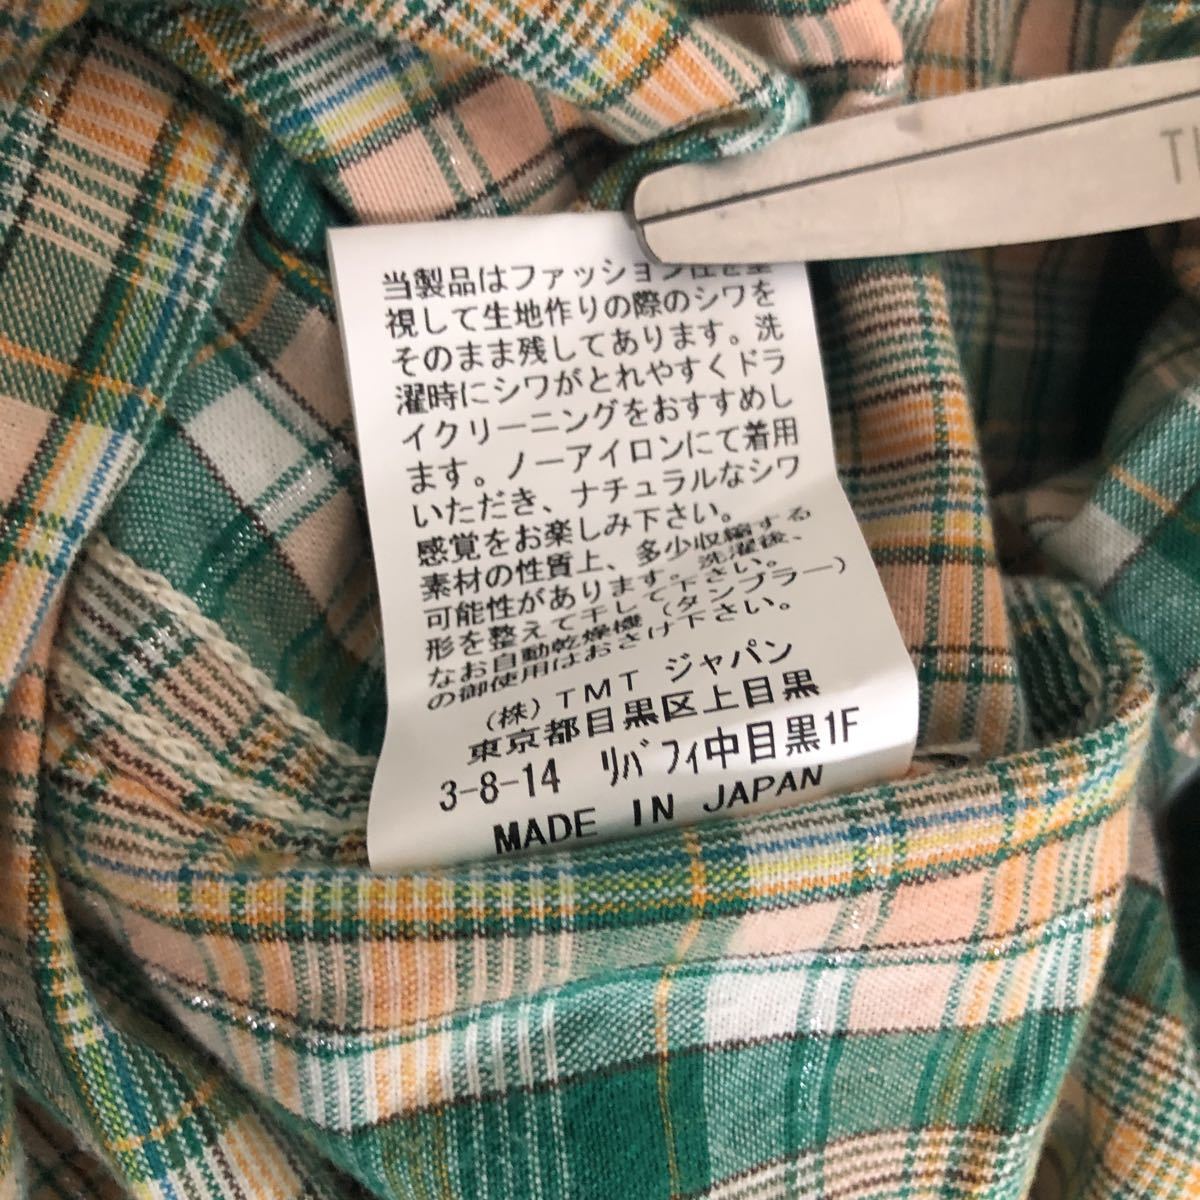 当製品はファッション性を重
視して生地作りの際のシワを
そのまま残してあります。洗
濯時にシワがとれやすくドラ
イクリーニングをおすすめし
ます。ノーアイロンにて着用
いただき、ナチュラルなシワ
感覚をお楽しみ下さい。
素材の性質上、多少収縮する
可能性があります。洗濯後、
形を整えて干して下さい。
なお自動乾燥機(タンブラー)
の御使用はおさけ下さい。
(株)TMT ジャパン
東京都目黒区上目黒
3-8-14 リバフィ中目黒1F
MADE IN JAPAN